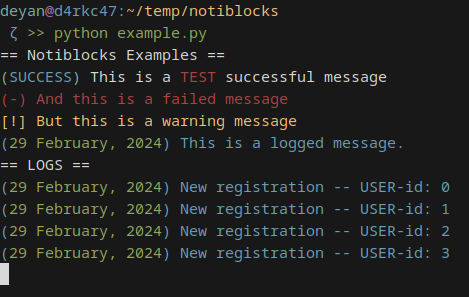 deyan@d4rkc47:~/temp/notiblocks
ζ >> python example.py
== Notiblocks Examples ==
(SUCCESS) This is a TEST successful message
(-) And this is a failed message
[!] But this is a warning message
(29 February, 2024) This is a logged message.
== LOGS ==
(29 February, 2024) New registration -- USER-id: 0
(29 February, 2024) New registration -- USER-id: 1
(29 February, 2024) New registration -- USER-id: 2
(29 February, 2024) New registration -- USER-id: 3